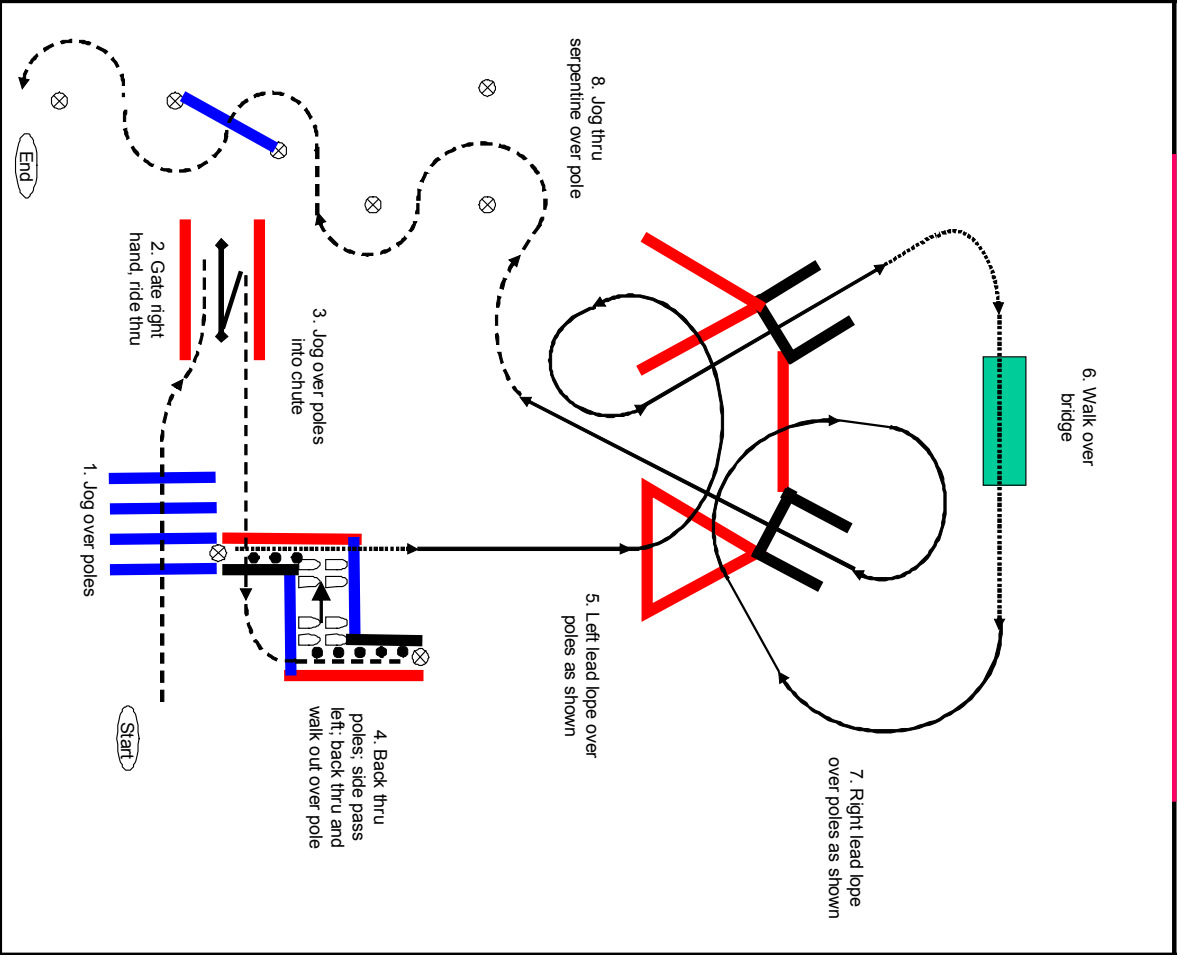 Start
1. Jog over poles
2. Gate right
hand, ride thru
3. Jog over poles
into chute
4. Back thru
poles; side pass
left; back thru and
walk out over pole
5. Left lead lope over
poles as shown
6. Walk over
bridge
7. Right lead lope
over poles as shown
8. Jog thru
serpentine over pole
End